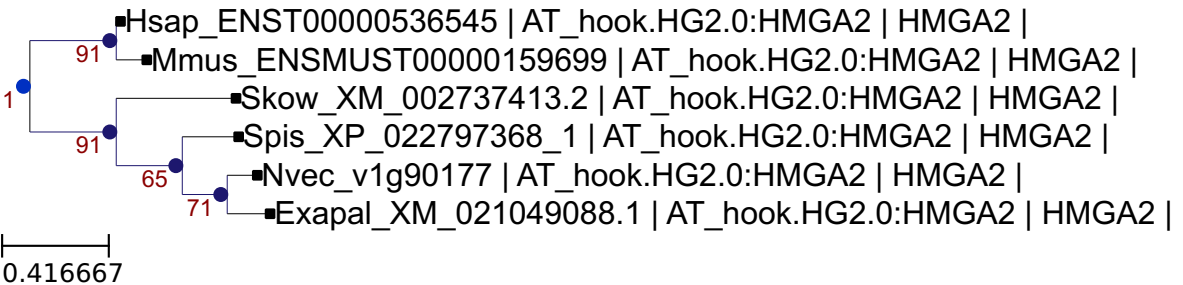 Hsap_ENST00000536545 | AT_hook.HG2.0:HMGA2 | HMGA2 |
91
Mmus_ENSMUST00000159699 | AT_hook.HG2.0:HMGA2 | HMGA2 |
1
Skow_XM_002737413.2 | AT_hook.HG2.0:HMGA2 | HMGA2 |
91
Spis_XP_022797368_1 | AT_hook.HG2.0:HMGA2 | HMGA2 |
65
Nvec_v1g90177 | AT_hook.HG2.0:HMGA2 | HMGA2 |
71
Exapal_XM_021049088.1 | AT_hook.HG2.0:HMGA2 | HMGA2 |
0.416667